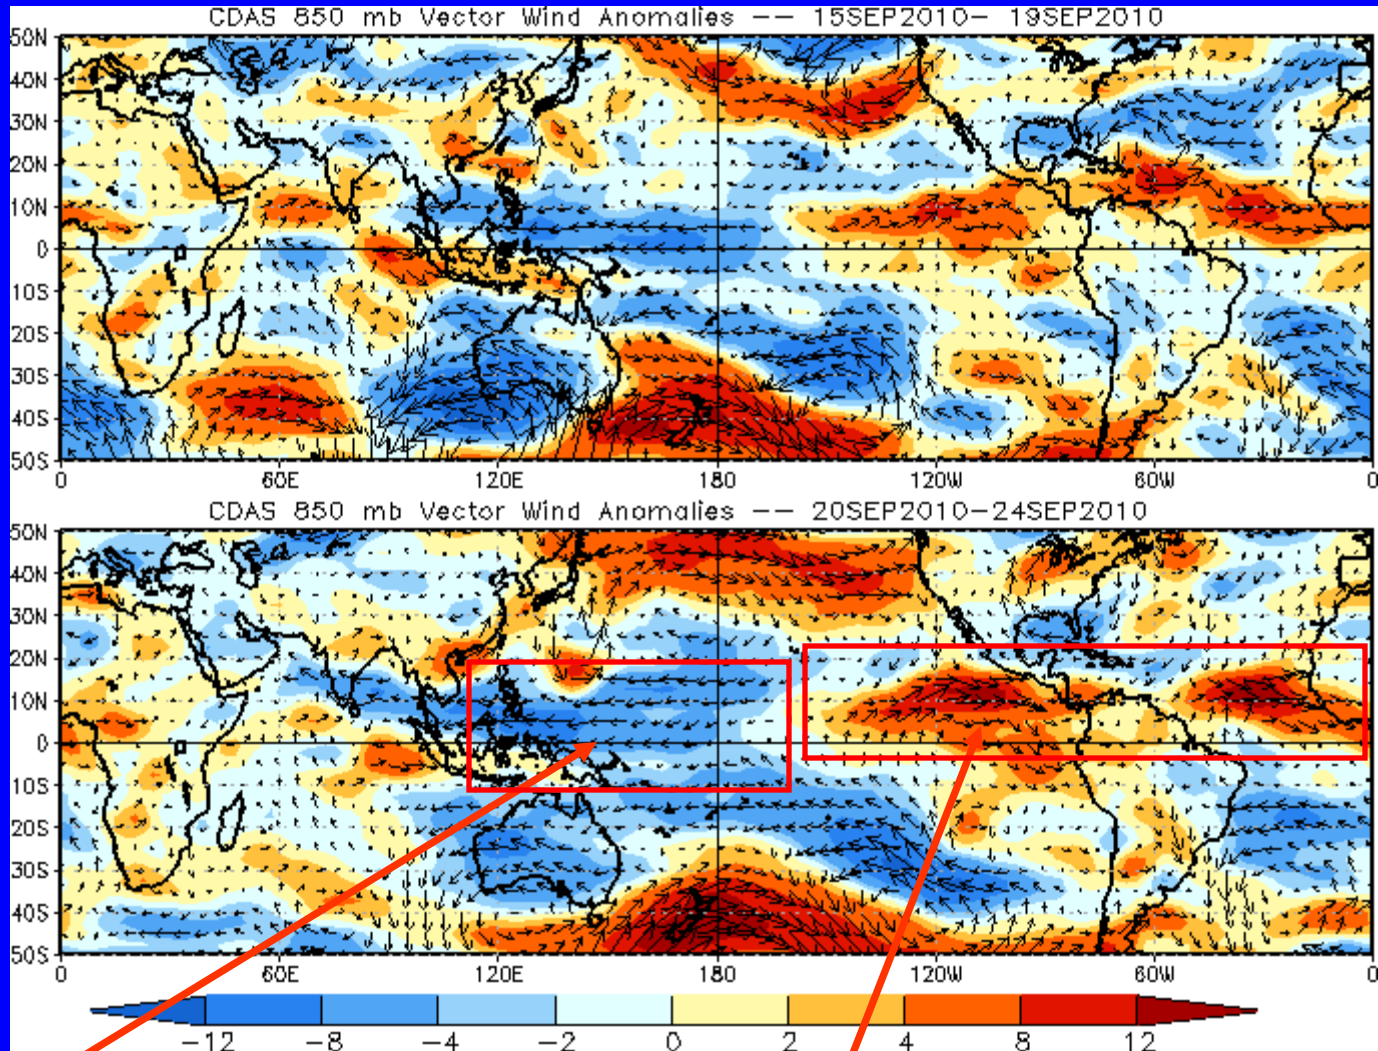 CDAS 850 mb Vector Wind Anomalies -- 15SEP2010- 19SEP2010
50N
40N
30N
20N
10N
0
10S
20S
30S
40S
50S
0 60E 120E 180 120W 60W 0
CDAS 850 mb Vector Wind Anomalies -- 20SEP2010-24SEP2010
50N
40N
30N
20N
10N
0
10S
20S
30S
40S
50S
0 60E 120E 180 120W 60W 0
-12 -8 -4 -2 0 2 4 8 12